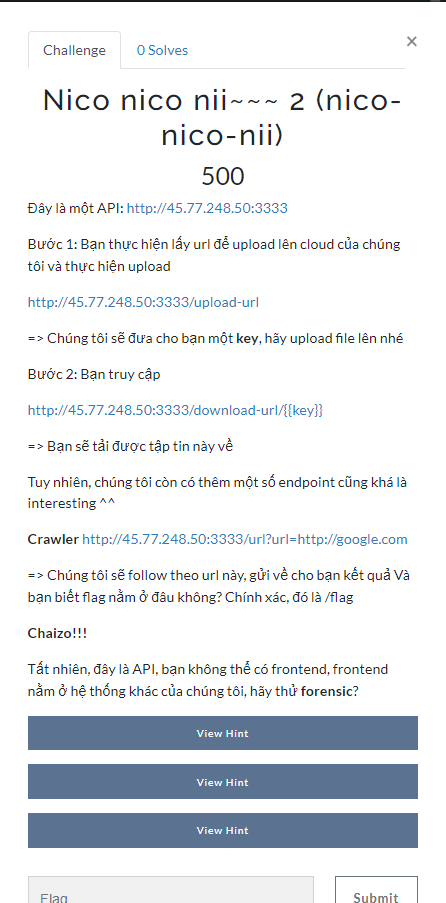 ×
Challenge
0 Solves
Nico nico nii~~~ 2 (nico-
nico-nii)
500
Đây là một API: http://45.77.248.50:3333
Bước 1: Bạn thực hiện lấy url để upload lên cloud của chúng
tôi và thực hiện upload
http://45.77.248.50:3333/upload-url
=> Chúng tôi sẽ đưa cho bạn một key, hãy upload file lên nhé
Bước 2: Bạn truy cập
http://45.77.248.50:3333/download-url/{{key}}
=> Bạn sẽ tải được tập tin này về
Tuy nhiên, chúng tôi còn có thêm một số endpoint cũng khá là
interesting ^^
Crawler http://45.77.248.50:3333/url?url=http://google.com
=> Chúng tôi sẽ follow theo url này, gửi về cho bạn kết quả Và
bạn biết flag nằm ở đâu không? Chính xác, đó là /flag
Chaizo!!!
Tất nhiên, đây là API, bạn không thể có frontend, frontend
nằm ở hệ thống khác của chúng tôi, hãy thử forensic?
View Hint
View Hint
View Hint
Flag
Submit